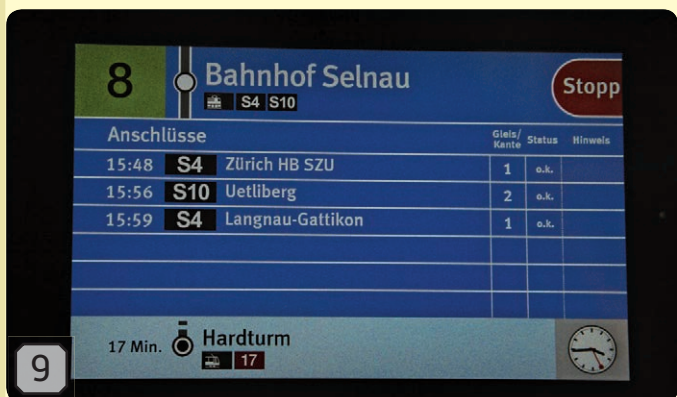 8 Bahnhof Selnau Stopp
S4 S10
Anschlüsse Gleis/ Kante Status Hinweis
15:48 S4 Zürich HB SZU 1 o.k.
15:56 S10 Uetliberg 2 o.k.
15:59 S4 Langnau-Gattikon 1 o.k.
17 Min. Hardturm
17
9